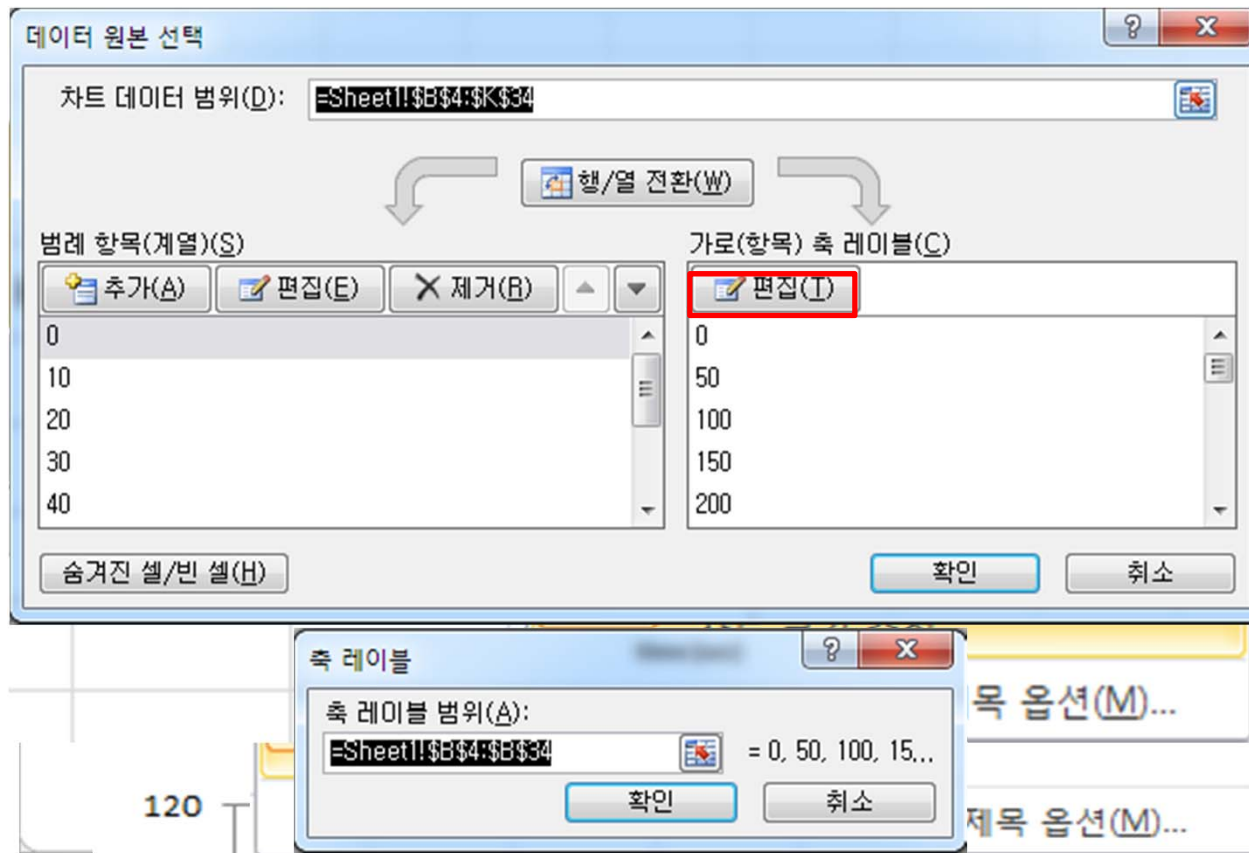 데이터 원본 선택
차트 데이터 범위(D): =Sheet1!$B$4:$K$34
행/열 전환(W)
범례 항목(계열)(S)
추가(A) 편집(E) 제거(R)
0
10
20
30
40
가로(항목) 축 레이블(C)
편집(T)
0
50
100
150
200
숨겨진 셀/빈 셀(H) 확인 취소
축 레이블
축 레이블 범위(A):
=Sheet1!$B$4:$B$34 = 0, 50, 100, 15...
확인 취소
목 옵션(M)...
120
제목 옵션(M)...